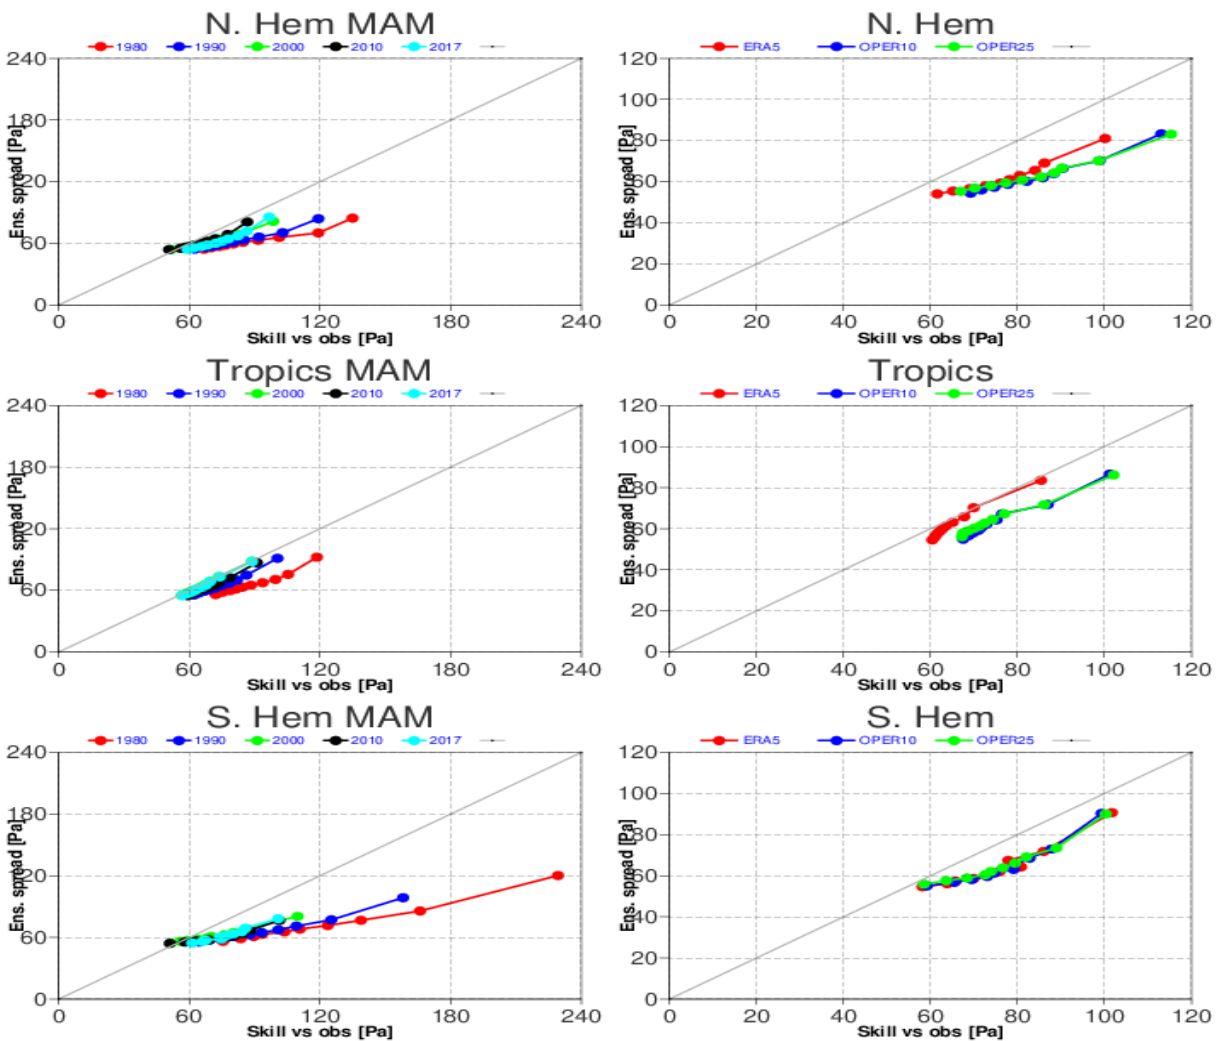 N. Hem MAM
1980 1990 2000 2010 2017
240
180
120
60
0
Ens. spread [Pa]
0 60 120 180 240
Skill vs obs [Pa]
N. Hem
ERA5 OPER10 OPER25
120
100
80
60
40
20
0
Ens. spread [Pa]
0 20 40 60 80 100 120
Skill vs obs [Pa]
Tropics MAM
1980 1990 2000 2010 2017
240
180
120
60
0
Ens. spread [Pa]
0 60 120 180 240
Skill vs obs [Pa]
Tropics
ERA5 OPER10 OPER25
120
100
80
60
40
20
0
Ens. spread [Pa]
0 20 40 60 80 100 120
Skill vs obs [Pa]
S. Hem MAM
1980 1990 2000 2010 2017
240
180
120
60
0
Ens. spread [Pa]
0 60 120 180 240
Skill vs obs [Pa]
S. Hem
ERA5 OPER10 OPER25
120
100
80
60
40
20
0
Ens. spread [Pa]
0 20 40 60 80 100 120
Skill vs obs [Pa]